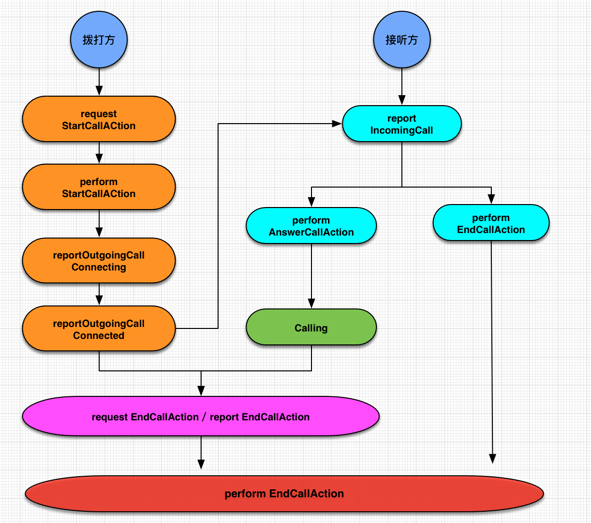 拨打方
接听方
request
StartCallACtion
report
IncomingCall
perform
StartCallACtion
perform
AnswerCallAction
perform
EndCallAction
reportOutgoingCall
Connecting
reportOutgoingCall
Connected
Calling
request EndCallAction / report EndCallAction
perform EndCallAction